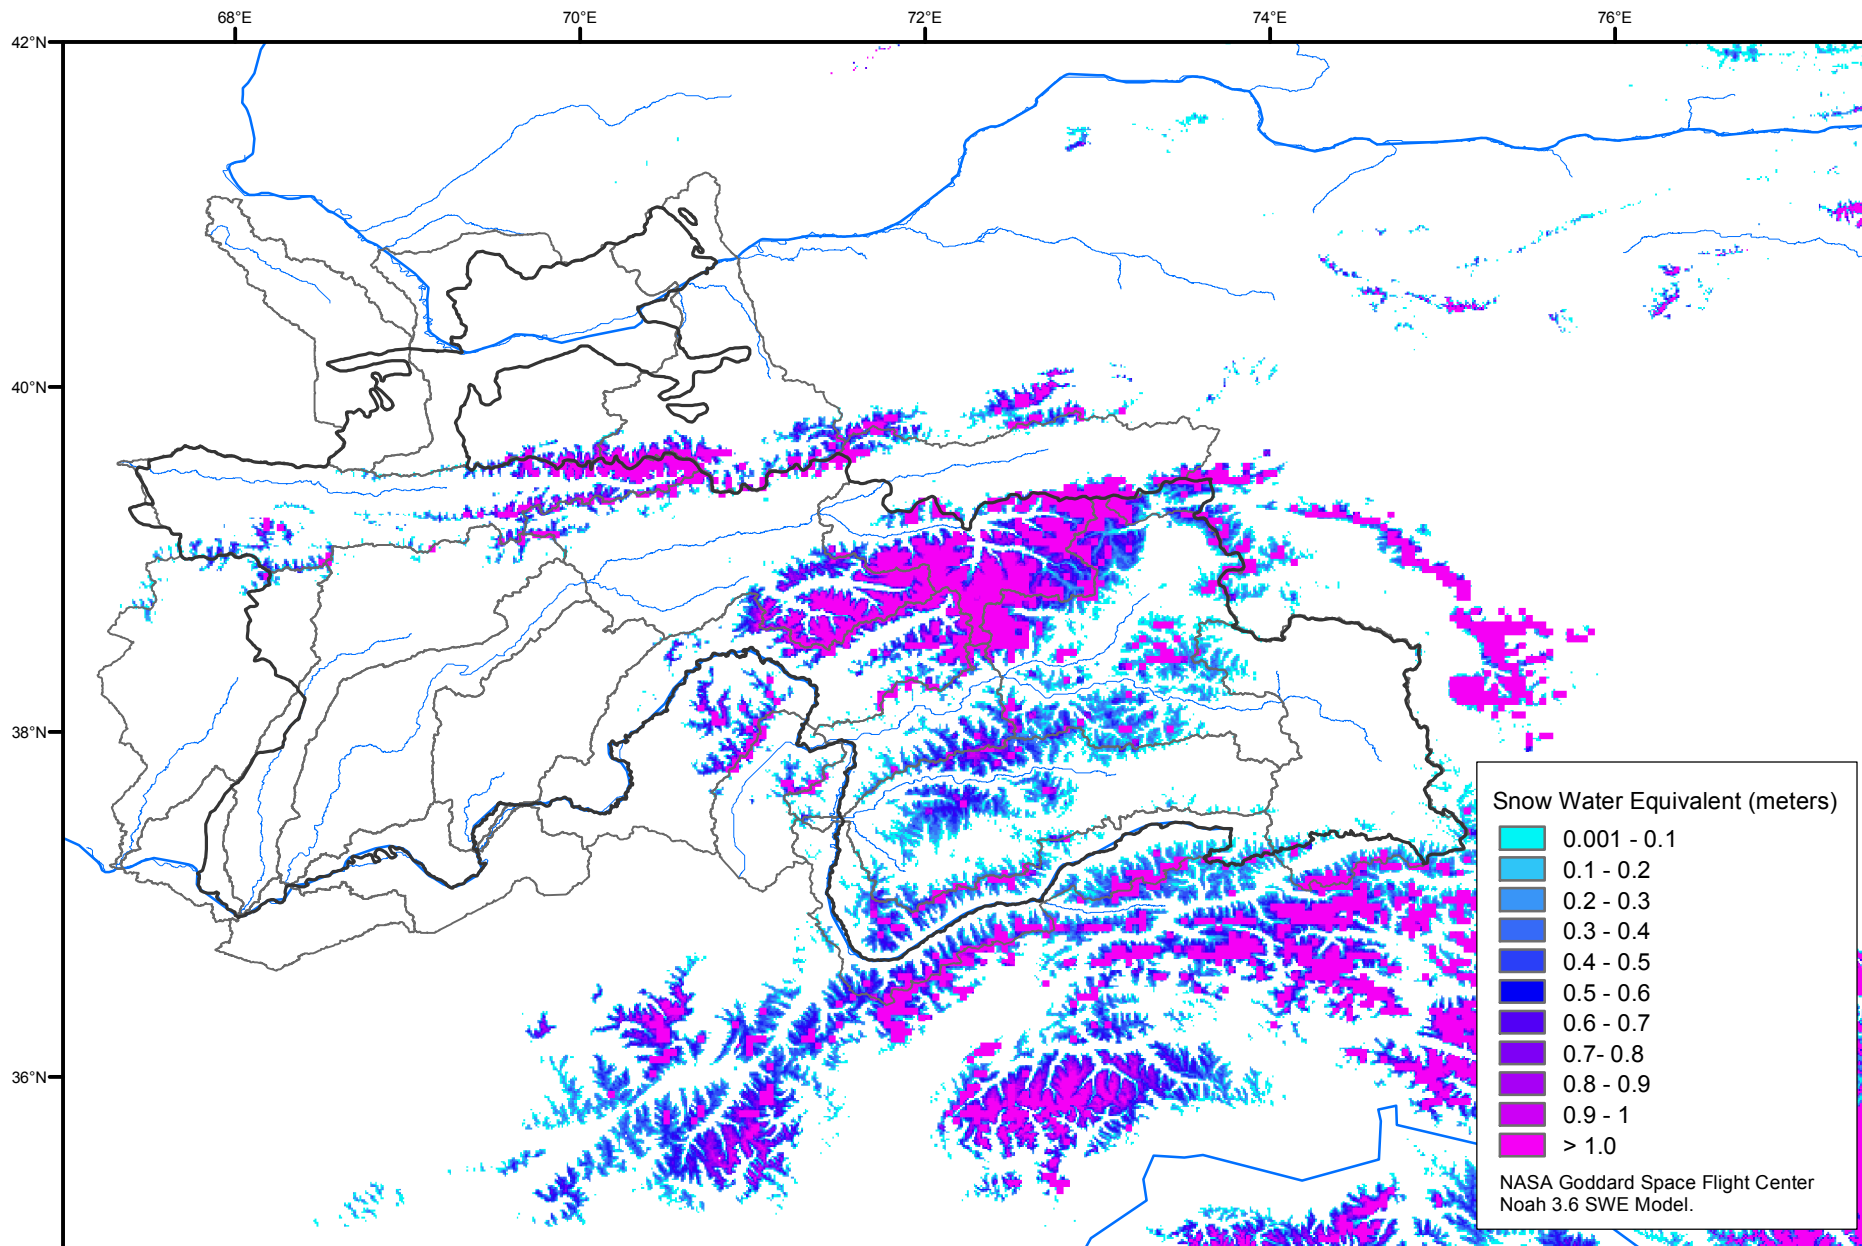 68°E
70°E
72°E
74°E
76°E
42°N
40°N
38°N
36°N
Snow Water Equivalent (meters)
0.001 - 0.1
0.1 - 0.2
0.2 - 0.3
0.3 - 0.4
0.4 - 0.5
0.5 - 0.6
0.6 - 0.7
0.7- 0.8
0.8 - 0.9
0.9 - 1
> 1.0
NASA Goddard Space Flight Center
Noah 3.6 SWE Model.